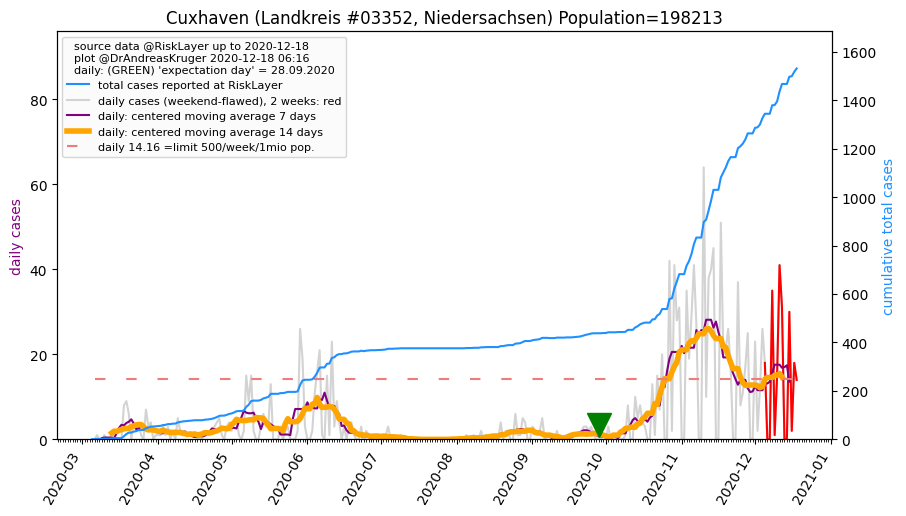 Cuxhaven (Landkreis #03352, Niedersachsen) Population=198213
source data @RiskLayer up to 2020-12-18
plot @DrAndreasKruger 2020-12-18 06:16
daily: (GREEN) 'expectation day' = 28.09.2020
total cases reported at RiskLayer
daily cases (weekend-flawed), 2 weeks: red
daily: centered moving average 7 days
daily: centered moving average 14 days
daily 14.16 =limit 500/week/1mio pop.
daily cases
80
60
40
20
0
cumulative total cases
1600
1400
1200
1000
800
600
400
200
0
2020-03
2020-04
2020-05
2020-06
2020-07
2020-08
2020-09
2020-10
2020-11
2020-12
2021-01